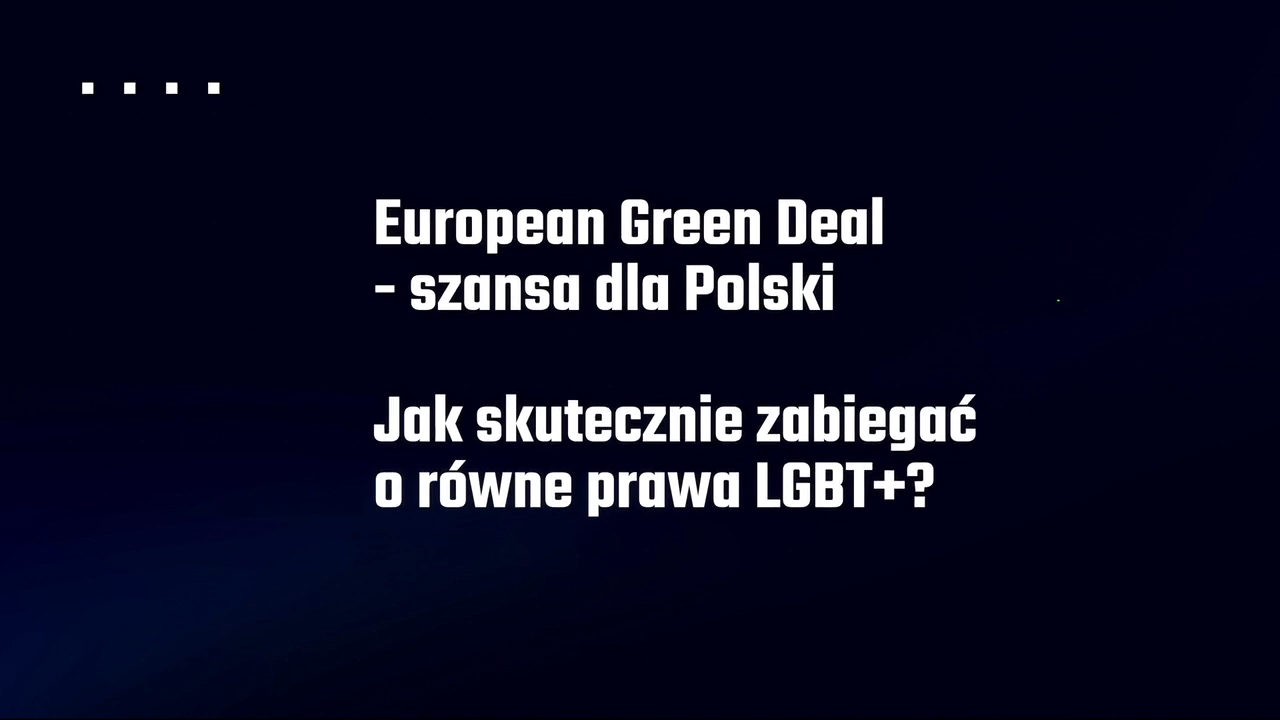 European Green Deal
- szansa dla Polski
Jak skutecznie zabiegać
o równe prawa LGBT+?